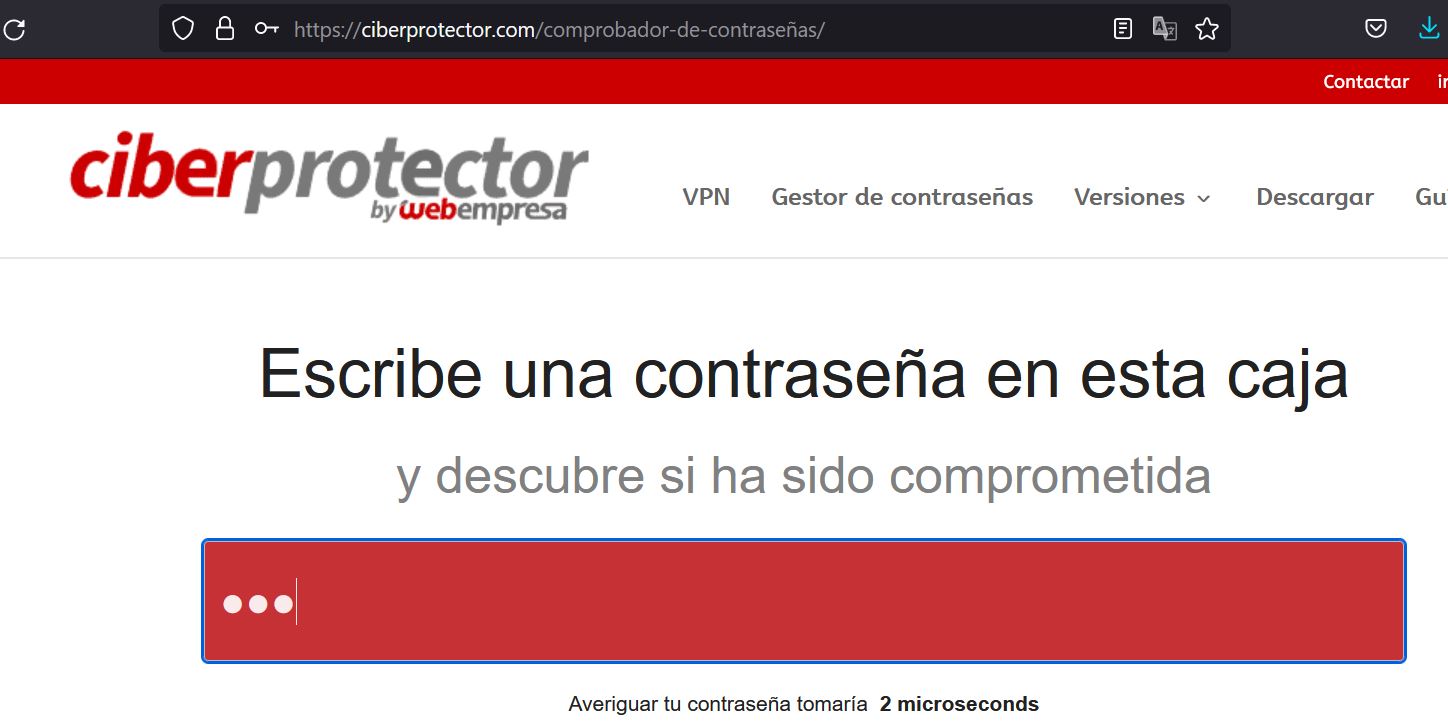 https://ciberprotector.com/comprobador-de-contraseñas/
Contactar
ciberprotector
by webempresa
VPN Gestor de contraseñas Versiones Descargar
Escribe una contraseña en esta caja
y descubre si ha sido comprometida
Averiguar tu contraseña tomaría 2 microseconds